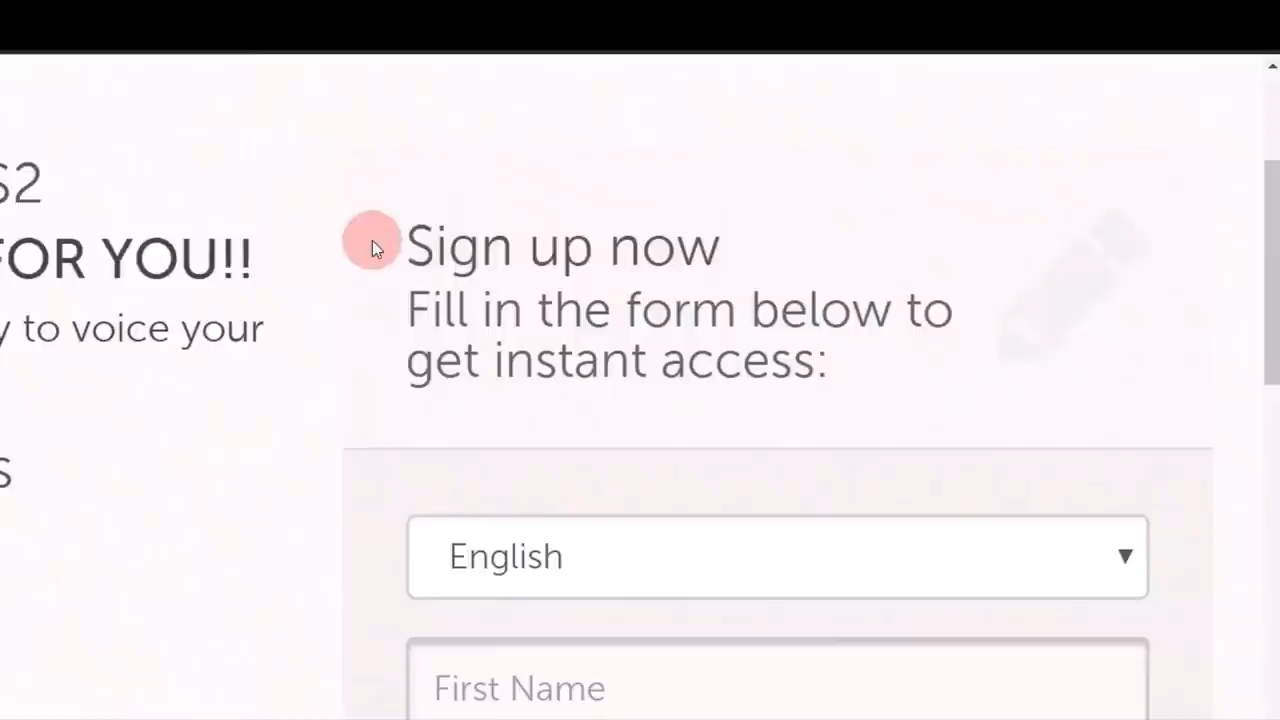 S2
FOR YOU!!
y to voice your
s
Sign up now
Fill in the form below to
get instant access:
English
First Name